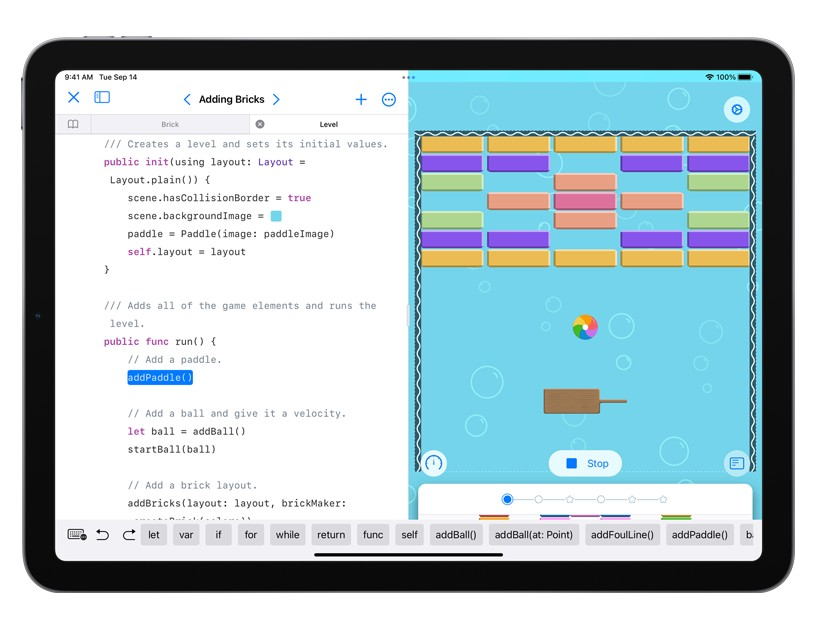 9:41 AM Tue Sep 14
100%
Adding Bricks
Brick
Level
/// Creates a level and sets its initial values.
public init(using layout: Layout =
Layout.plain()) {
scene.hasCollisionBorder = true
scene.backgroundImage =
paddle = Paddle(image: paddleImage)
self.layout = layout
}
/// Adds all of the game elements and runs the
level.
public func run() {
// Add a paddle.
addPaddle()
// Add a ball and give it a velocity.
let ball = addBall()
startBall(ball)
// Add a brick layout.
addBricks(layout: layout, brickMaker:
Stop
let var if for while return func self addBall() addBall(at: Point) addFoulLine() addPaddle()